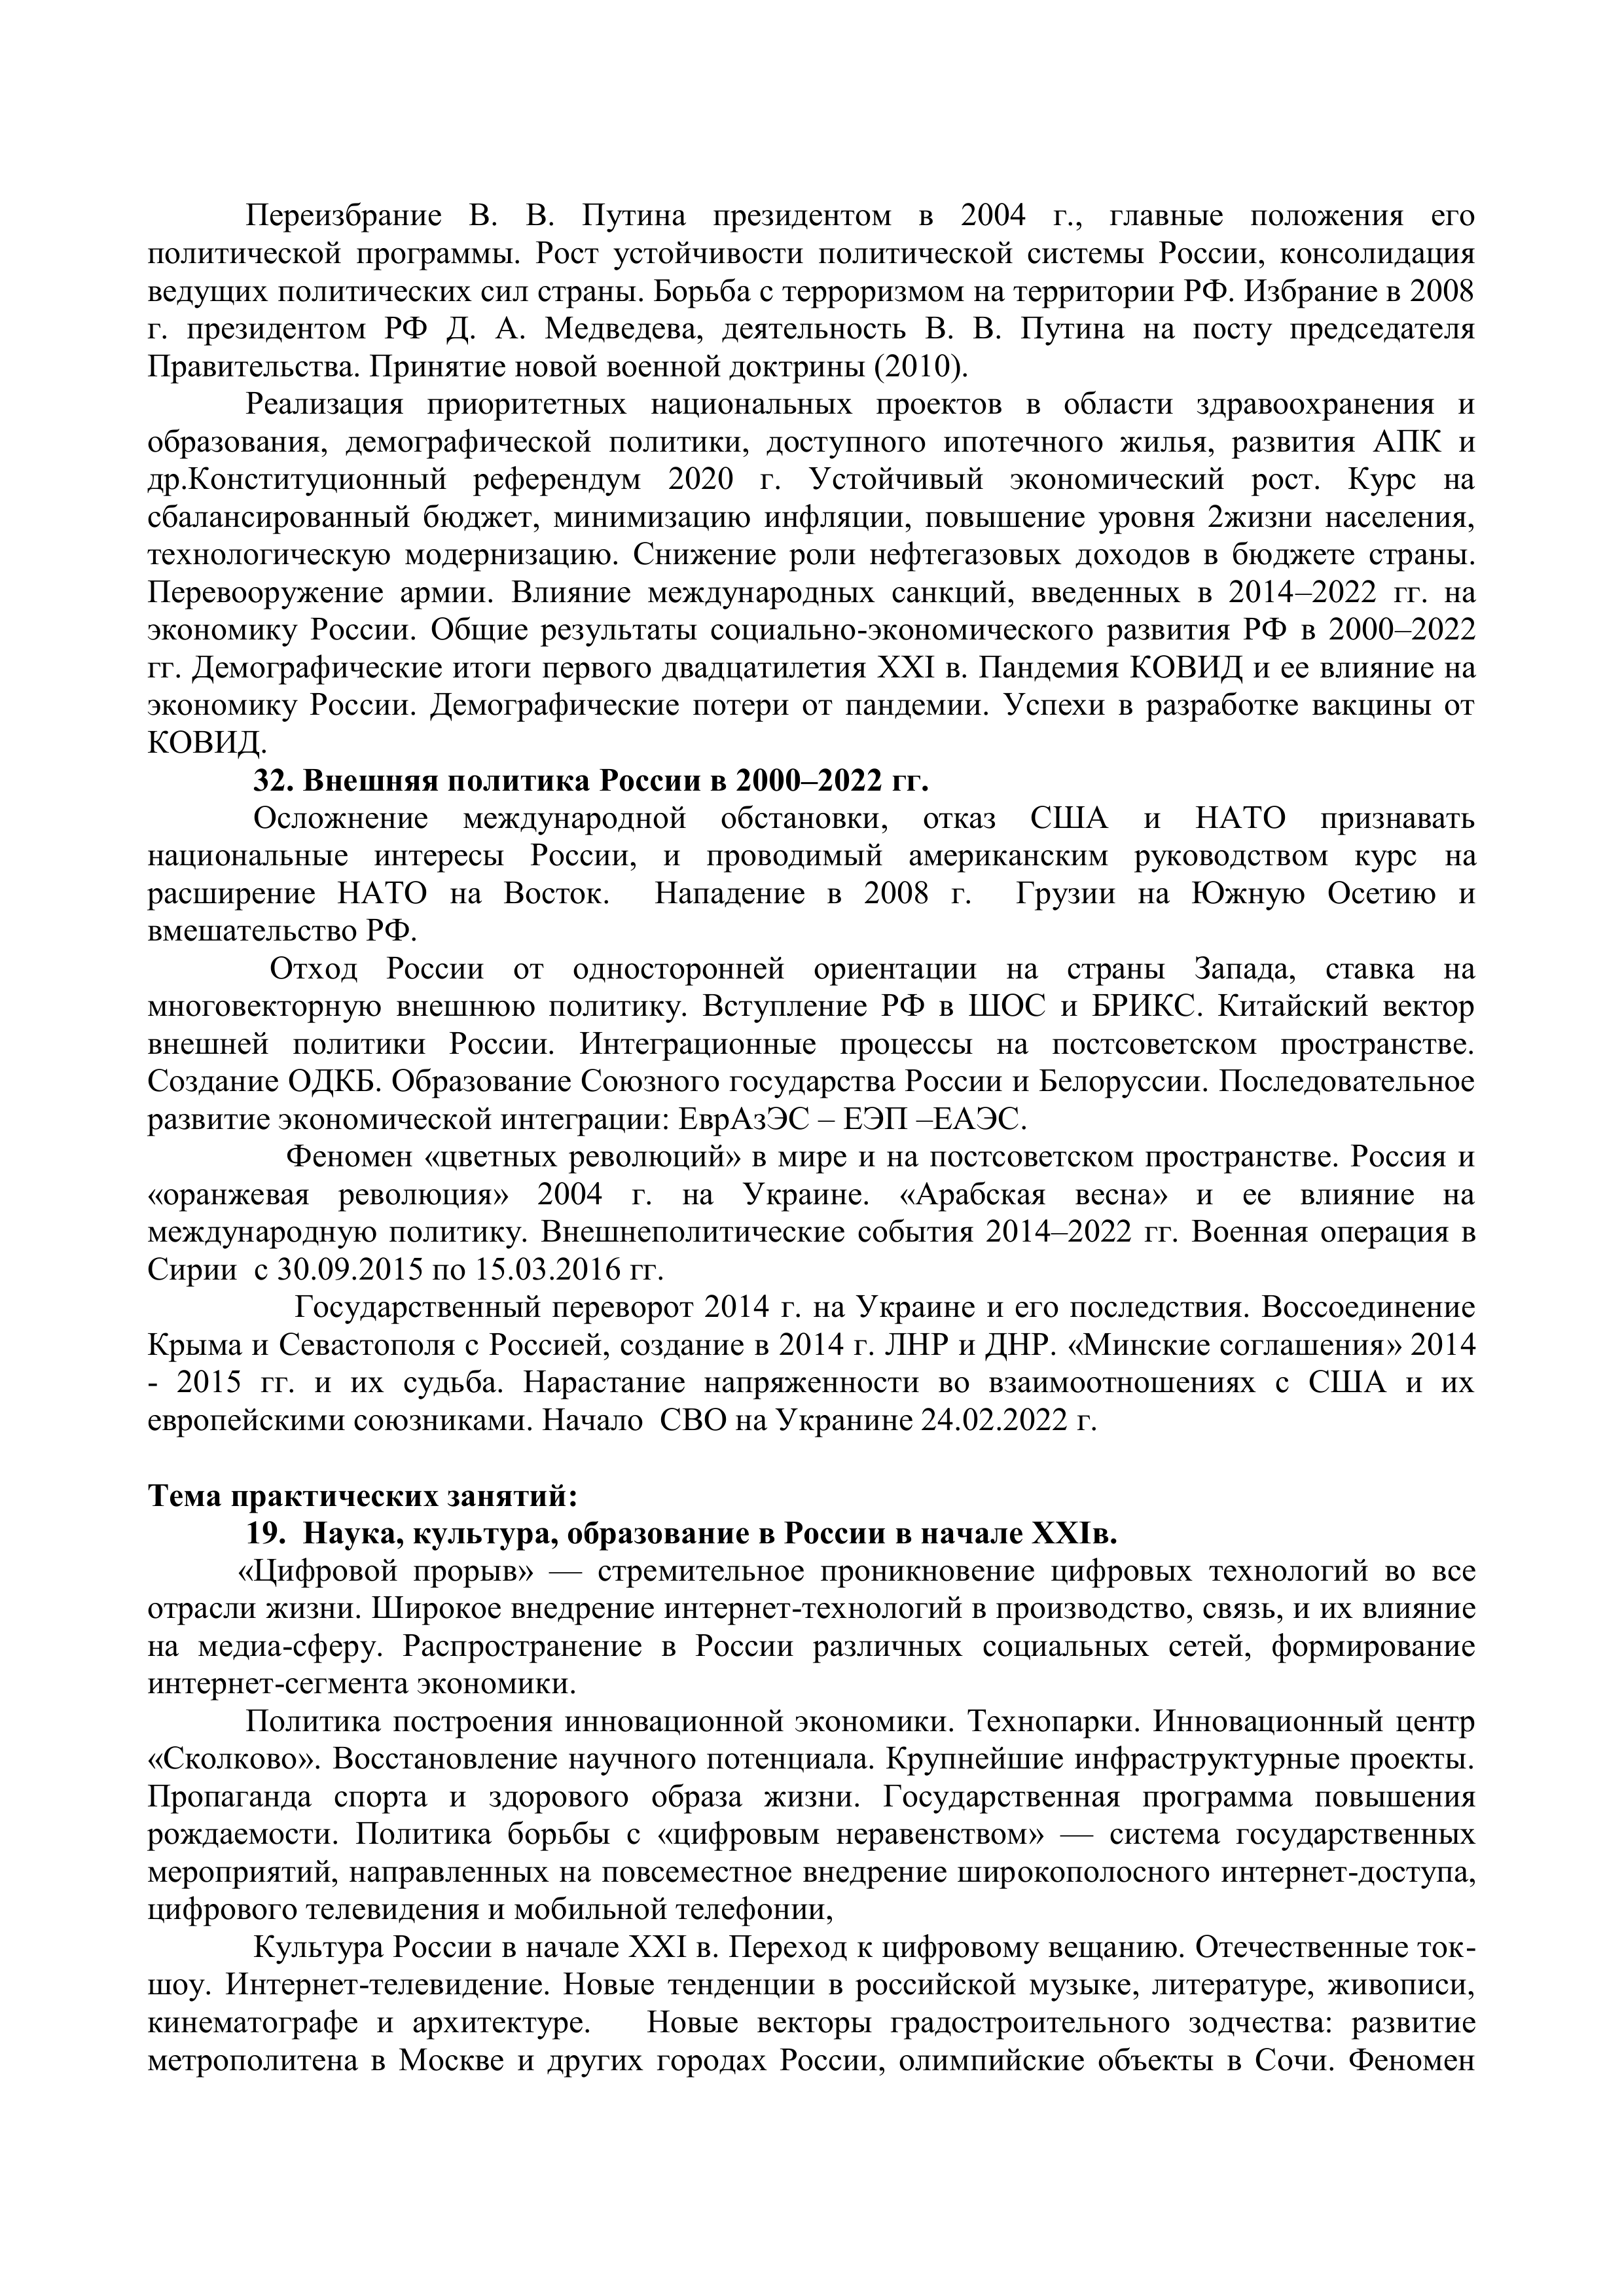 Переизбрание В. В. Путина президентом в 2004 г., главные положения его
политической программы. Рост устойчивости политической системы России, консолидация
ведущих политических сил страны. Борьба с терроризмом на территории РФ. Избрание в 2008
г. президентом РФ Д. А. Медведева, деятельность В. В. Путина на посту председателя
Правительства. Принятие новой военной доктрины (2010).
Реализация приоритетных национальных проектов в области здравоохранения и
образования, демографической политики, доступного ипотечного жилья, развития АПК и
др.Конституционный референдум 2020 г. Устойчивый экономический рост. Курс на
сбалансированный бюджет, минимизацию инфляции, повышение уровня 2жизни населения,
технологическую модернизацию. Снижение роли нефтегазовых доходов в бюджете страны.
Перевооружение армии. Влияние международных санкций, введенных в 2014–2022 гг. на
экономику России. Общие результаты социально-экономического развития РФ в 2000–2022
гг. Демографические итоги первого двадцатилетия XXI в. Пандемия КОВИД и ее влияние на
экономику России. Демографические потери от пандемии. Успехи в разработке вакцины от
КОВИД.
32. Внешняя политика России в 2000–2022 гг.
Осложнение международной обстановки, отказ США и НАТО признавать
национальные интересы России, и проводимый американским руководством курс на
расширение НАТО на Восток. Нападение в 2008 г. Грузии на Южную Осетию и
вмешательство РФ.
Отход России от односторонней ориентации на страны Запада, ставка на
многовекторную внешнюю политику. Вступление РФ в ШОС и БРИКС. Китайский вектор
внешней политики России. Интеграционные процессы на постсоветском пространстве.
Создание ОДКБ. Образование Союзного государства России и Белоруссии. Последовательное
развитие экономической интеграции: ЕврАзЭС – ЕЭП –ЕАЭС.
Феномен «цветных революций» в мире и на постсоветском пространстве. Россия и
«оранжевая революция» 2004 г. на Украине. «Арабская весна» и ее влияние на
международную политику. Внешнеполитические события 2014–2022 гг. Военная операция в
Сирии с 30.09.2015 по 15.03.2016 гг.
Государственный переворот 2014 г. на Украине и его последствия. Воссоединение
Крыма и Севастополя с Россией, создание в 2014 г. ЛНР и ДНР. «Минские соглашения» 2014
- 2015 гг. и их судьба. Нарастание напряженности во взаимоотношениях с США и их
европейскими союзниками. Начало СВО на Укранине 24.02.2022 г.
Тема практических занятий:
19. Наука, культура, образование в России в начале XXIв.
«Цифровой прорыв» — стремительное проникновение цифровых технологий во все
отрасли жизни. Широкое внедрение интернет-технологий в производство, связь, и их влияние
на медиа-сферу. Распространение в России различных социальных сетей, формирование
интернет-сегмента экономики.
Политика построения инновационной экономики. Технопарки. Инновационный центр
«Сколково». Восстановление научного потенциала. Крупнейшие инфраструктурные проекты.
Пропаганда спорта и здорового образа жизни. Государственная программа повышения
рождаемости. Политика борьбы с «цифровым неравенством» — система государственных
мероприятий, направленных на повсеместное внедрение широкополосного интернет-доступа,
цифрового телевидения и мобильной телефонии,
Культура России в начале XXI в. Переход к цифровому вещанию. Отечественные ток-
шоу. Интернет-телевидение. Новые тенденции в российской музыке, литературе, живописи,
кинематографе и архитектуре. Новые векторы градостроительного зодчества: развитие
метрополитена в Москве и других городах России, олимпийские объекты в Сочи. Феномен